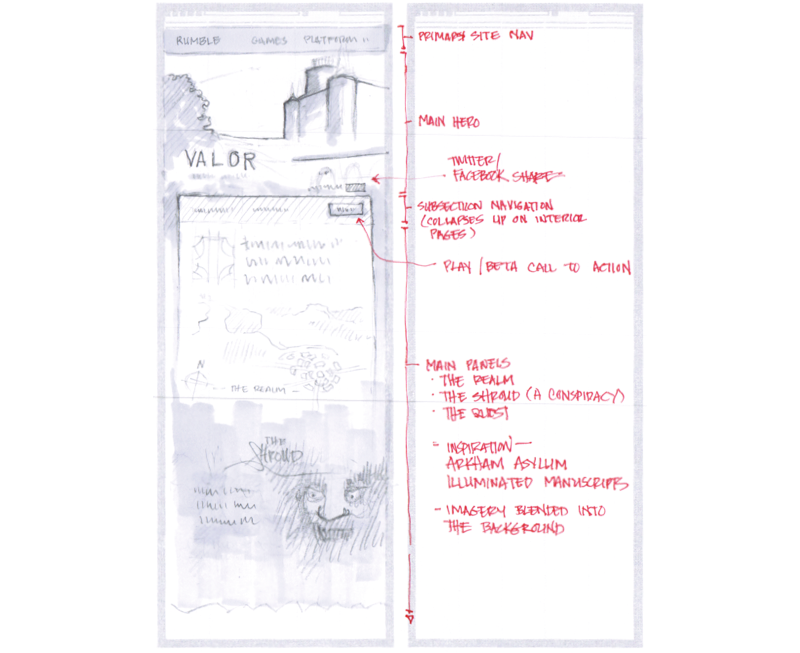 RUMBLE GAMES PLATFORM
PRIMARY SITE NAV
MAIN HERO
VALOR
TWITTER/
FACEBOOK SHARE
SUBSECTION NAVIGATION
(COLLAPSES UP ON INTERIOR
PAGES)
PLAY/BETA CALL TO ACTION
MAIN PANELS
· THE REALM
· THE SHROUD (A CONSPIRACY)
· THE QUEST
N
- THE REALM -
THE
SHROUD
- INSPIRATION —
ARKHAM ASYLUM
ILLUMINATED MANUSCRIPTS
- IMAGERY BLENDED INTO
THE BACKGROUND